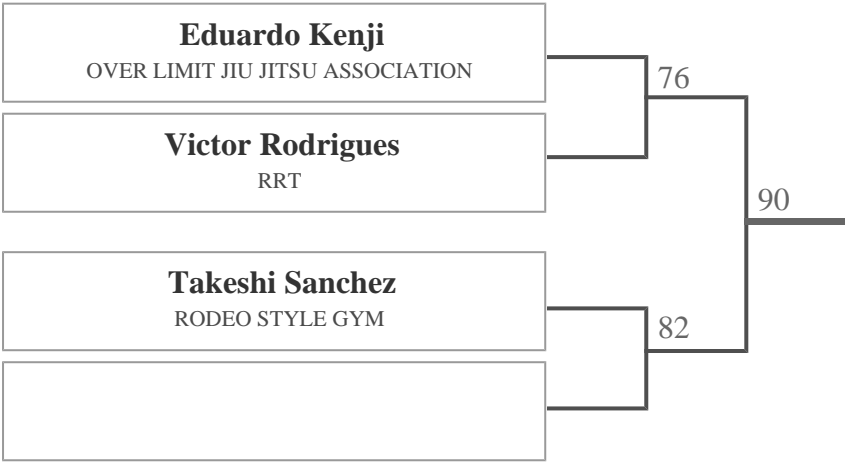 Eduardo Kenji
OVER LIMIT JIU JITSU ASSOCIATION
76
Victor Rodrigues
RRT
90
Takeshi Sanchez
RODEO STYLE GYM
82